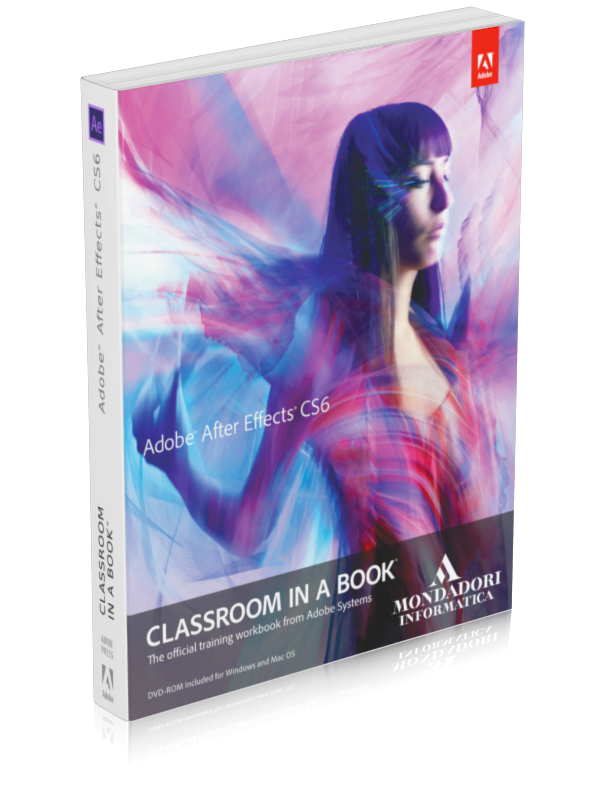 Adobe
Ae
Adobe® After Effects® CS6
CLASSROOM
IN A BOOK®
ADOBE
PRESS
Adobe
Adobe® After Effects® CS6
CLASSROOM IN A BOOK®
The official training workbook from Adobe Systems
DVD-ROM Included for Windows and Mac OS
MONDADORI
INFORMATICA